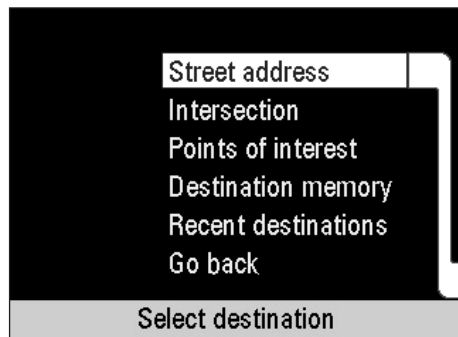 Street address
Intersection
Points of interest
Destination memory
Recent destinations
Go back
Select destination